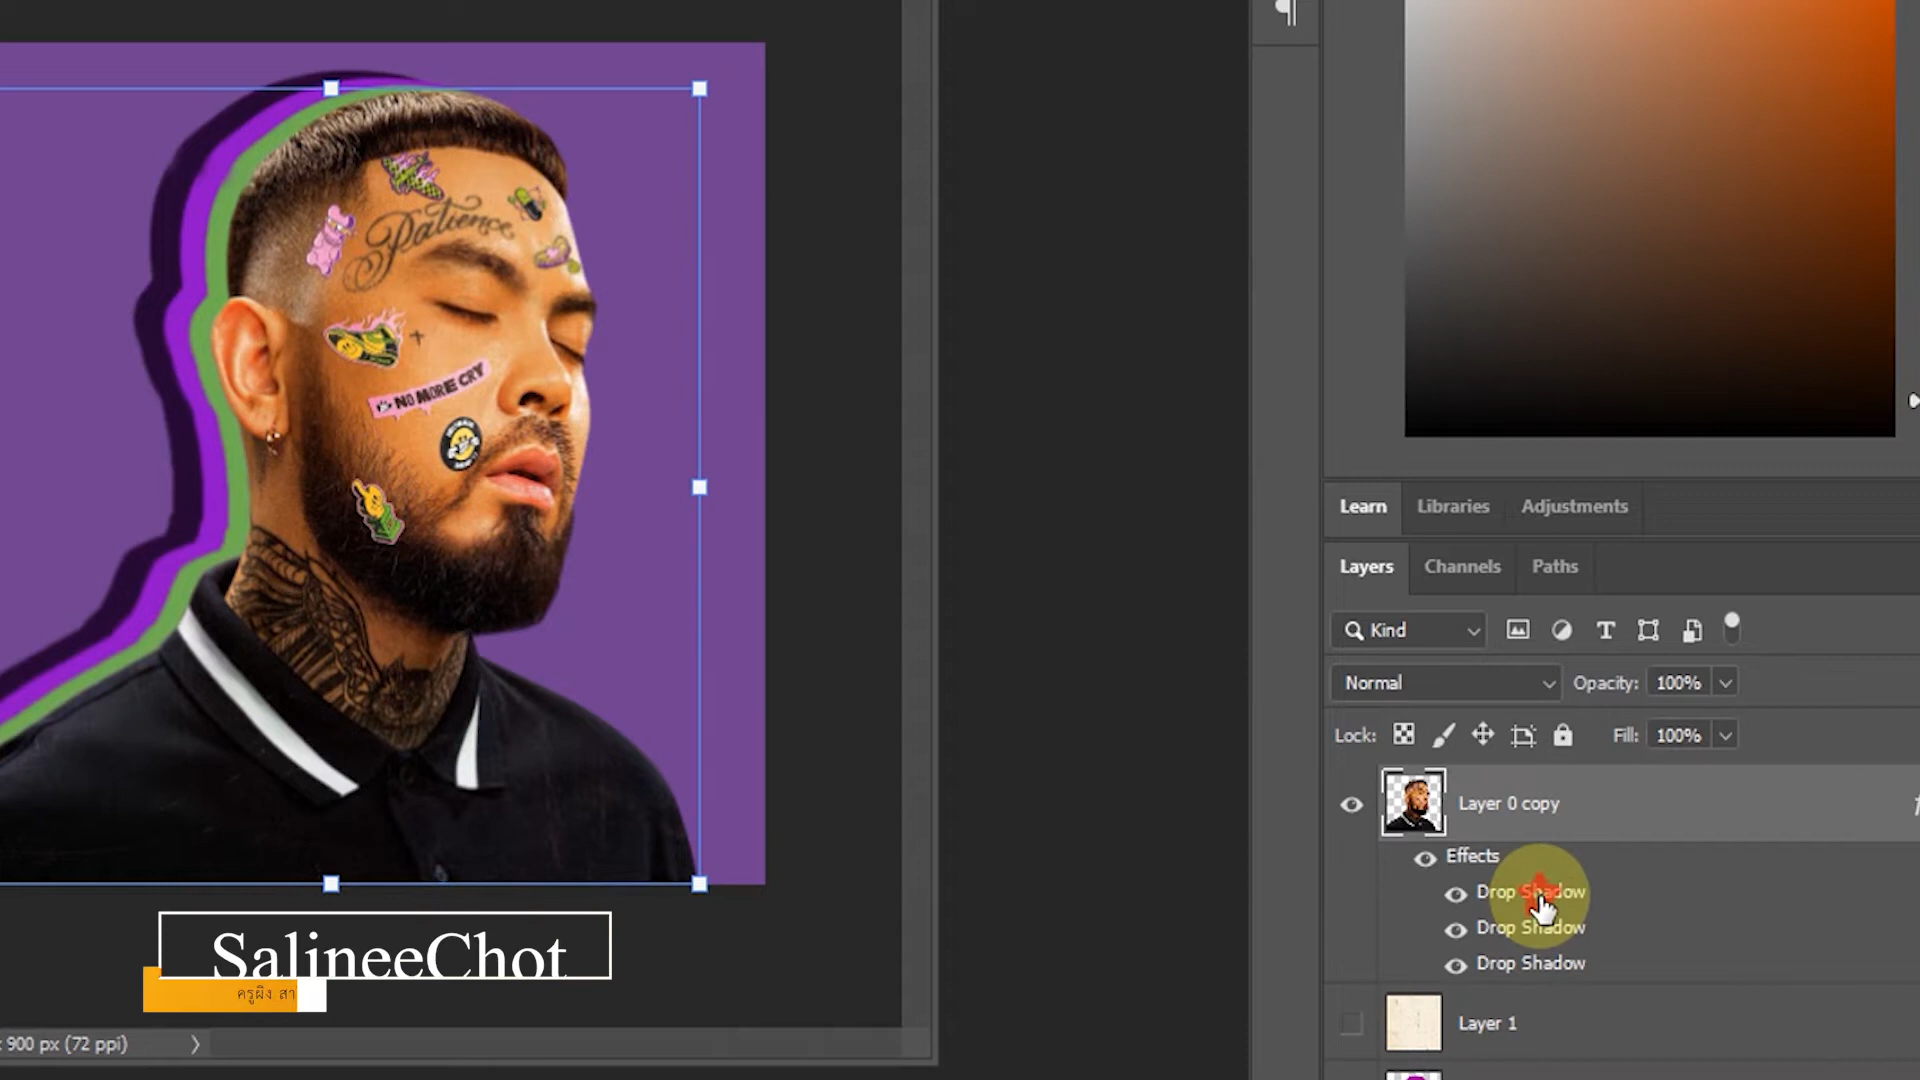 Patience
NO MORE CRY
SalineeChot
ครูผิง สา
900 px (72 ppi)
Learn
Libraries
Adjustments
Layers
Channels
Paths
Kind
Normal
Opacity: 100%
Lock:
Fill: 100%
Layer 0 copy
Effects
Drop Shadow
Drop Shadow
Drop Shadow
Layer 1